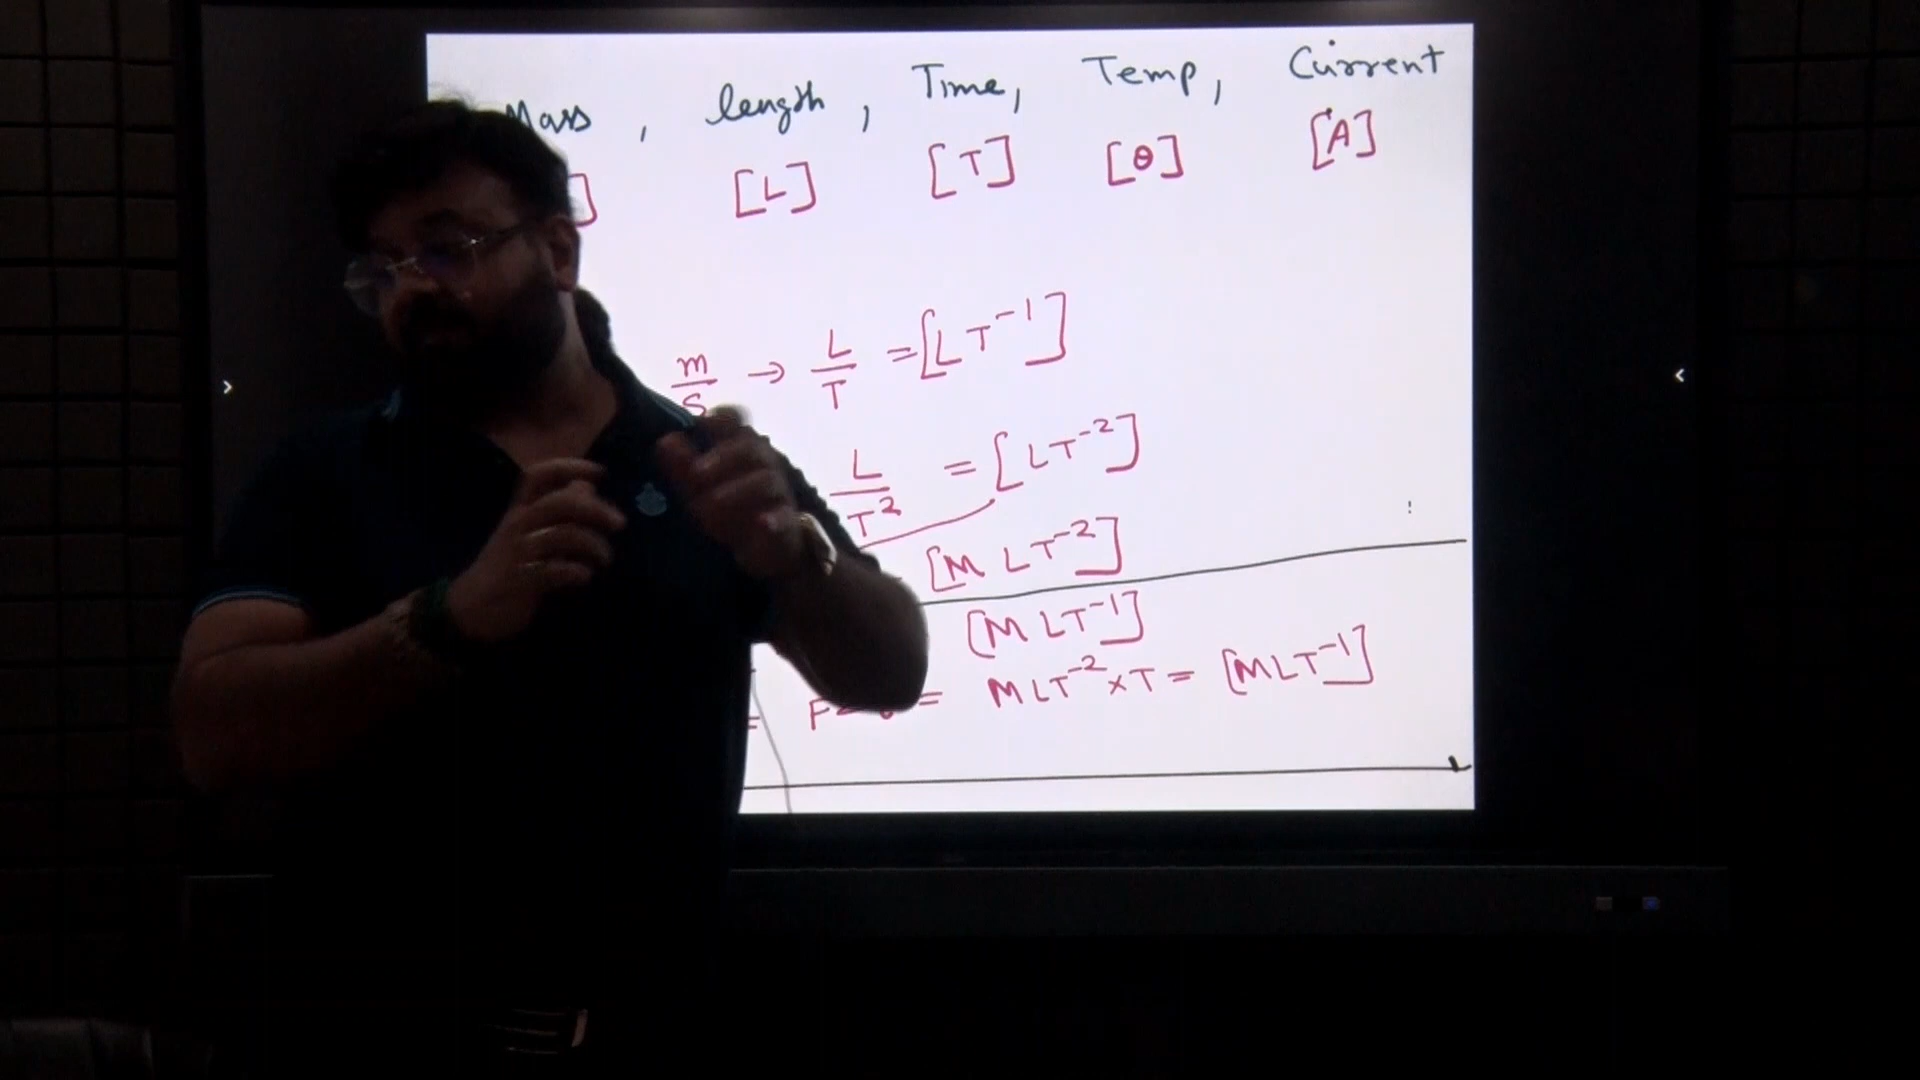 Mass , length , Time, Temp, Current
] [L] [T] [θ] [A]
m/s → L/T = [LT⁻¹]
L/T² = [LT⁻²]
[MLT⁻²]
[MLT⁻¹]
= MLT⁻² × T = [MLT⁻¹]